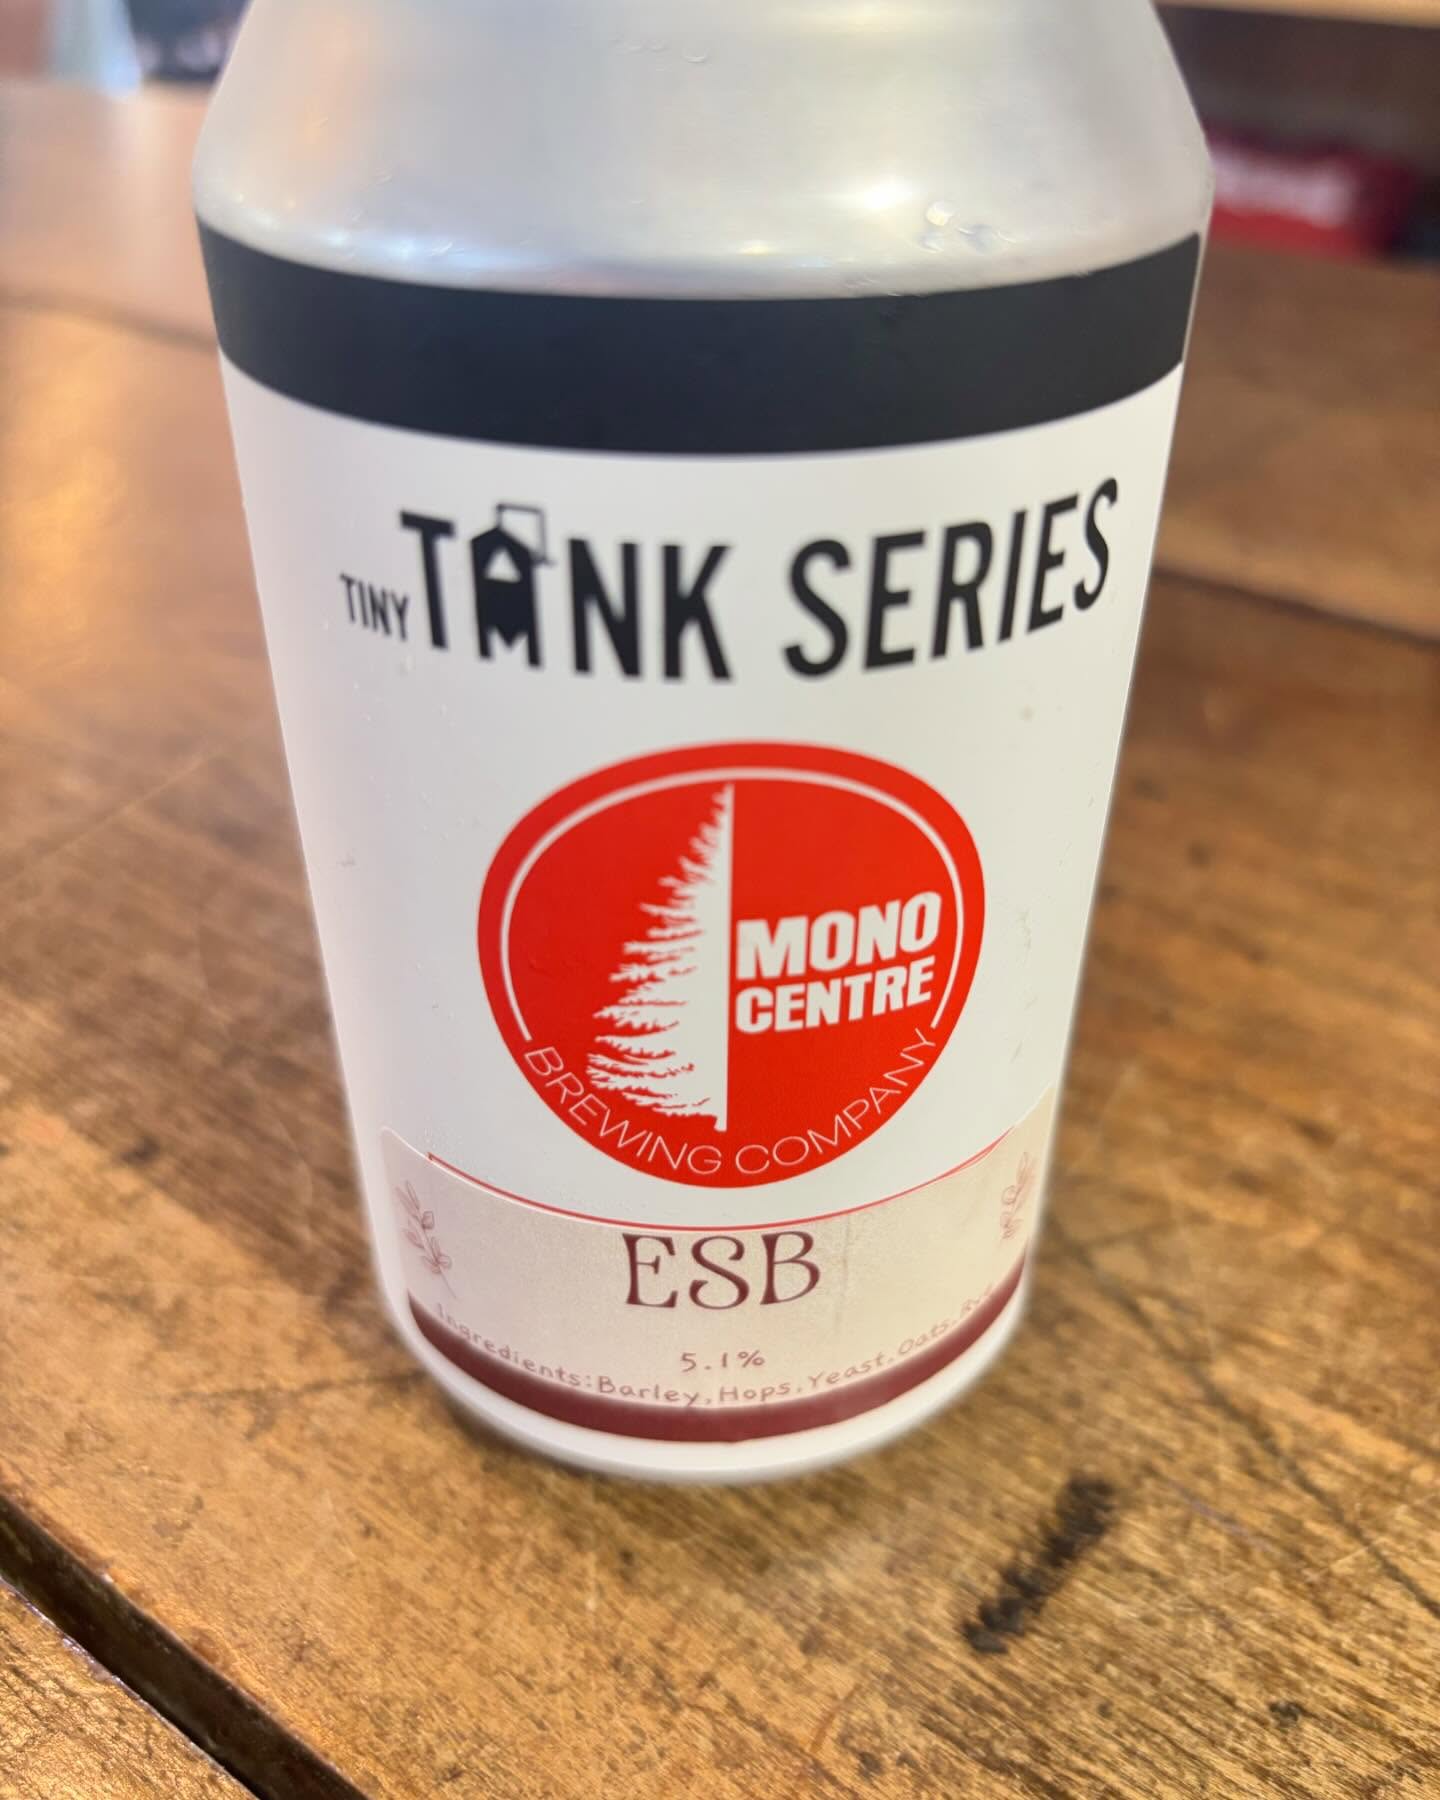 TINY TANK SERIES
MONO
CENTRE
BREWING COMPANY
ESB
5.1%
Ingredients: Barley, Hops, Yeast, Oats,